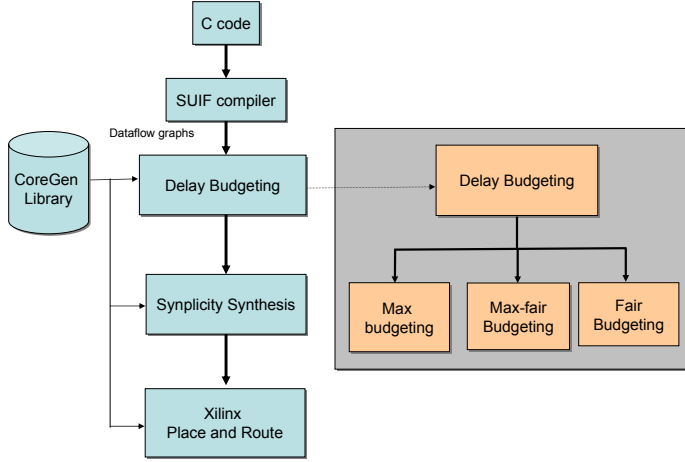 C code
SUIF compiler
Dataflow graphs
CoreGen
Library
Delay Budgeting
Delay Budgeting
Synplicity Synthesis
Max
budgeting
Max-fair
Budgeting
Fair
Budgeting
Xilinx
Place and Route